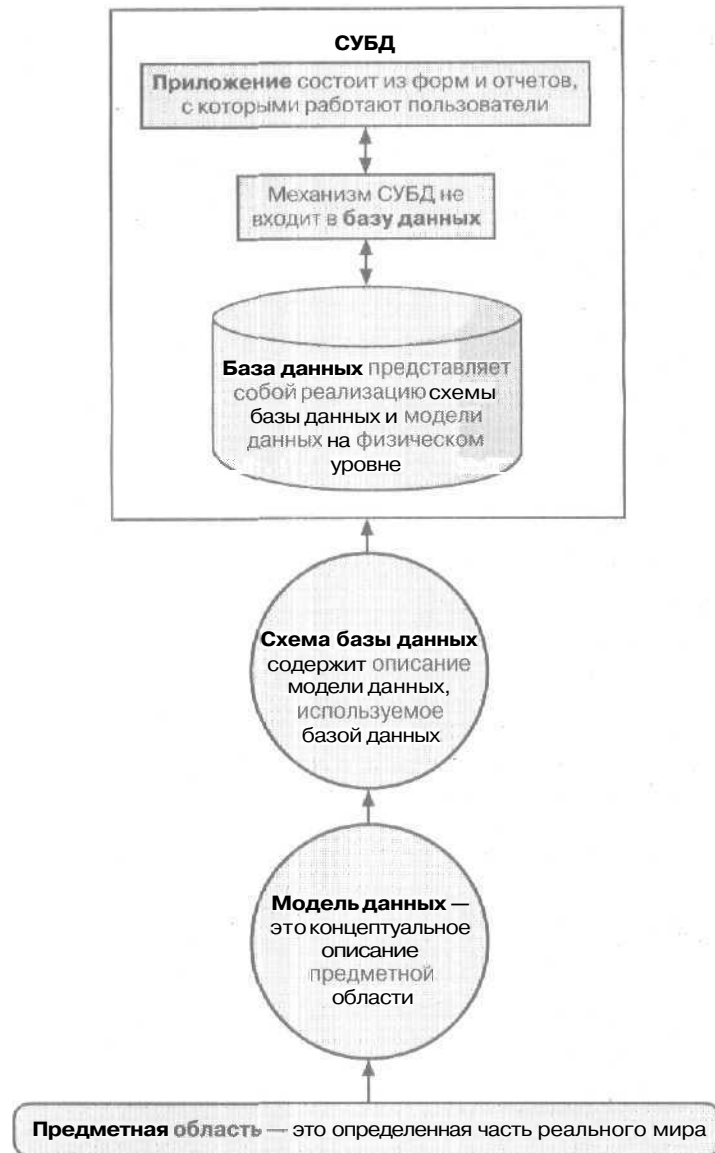 СУБД
Приложение состоит из форм и отчетов,
с которыми работают пользователи
Механизм СУБД не
входит в базу данных
База данных представляет
собой реализацию схемы
базы данных и модели
данных на физическом
уровне
Схема базы данных
содержит описание
модели данных,
используемое
базой данных
Модель данных —
это концептуальное
описание
предметной
области
Предметная область — это определенная часть реального мира